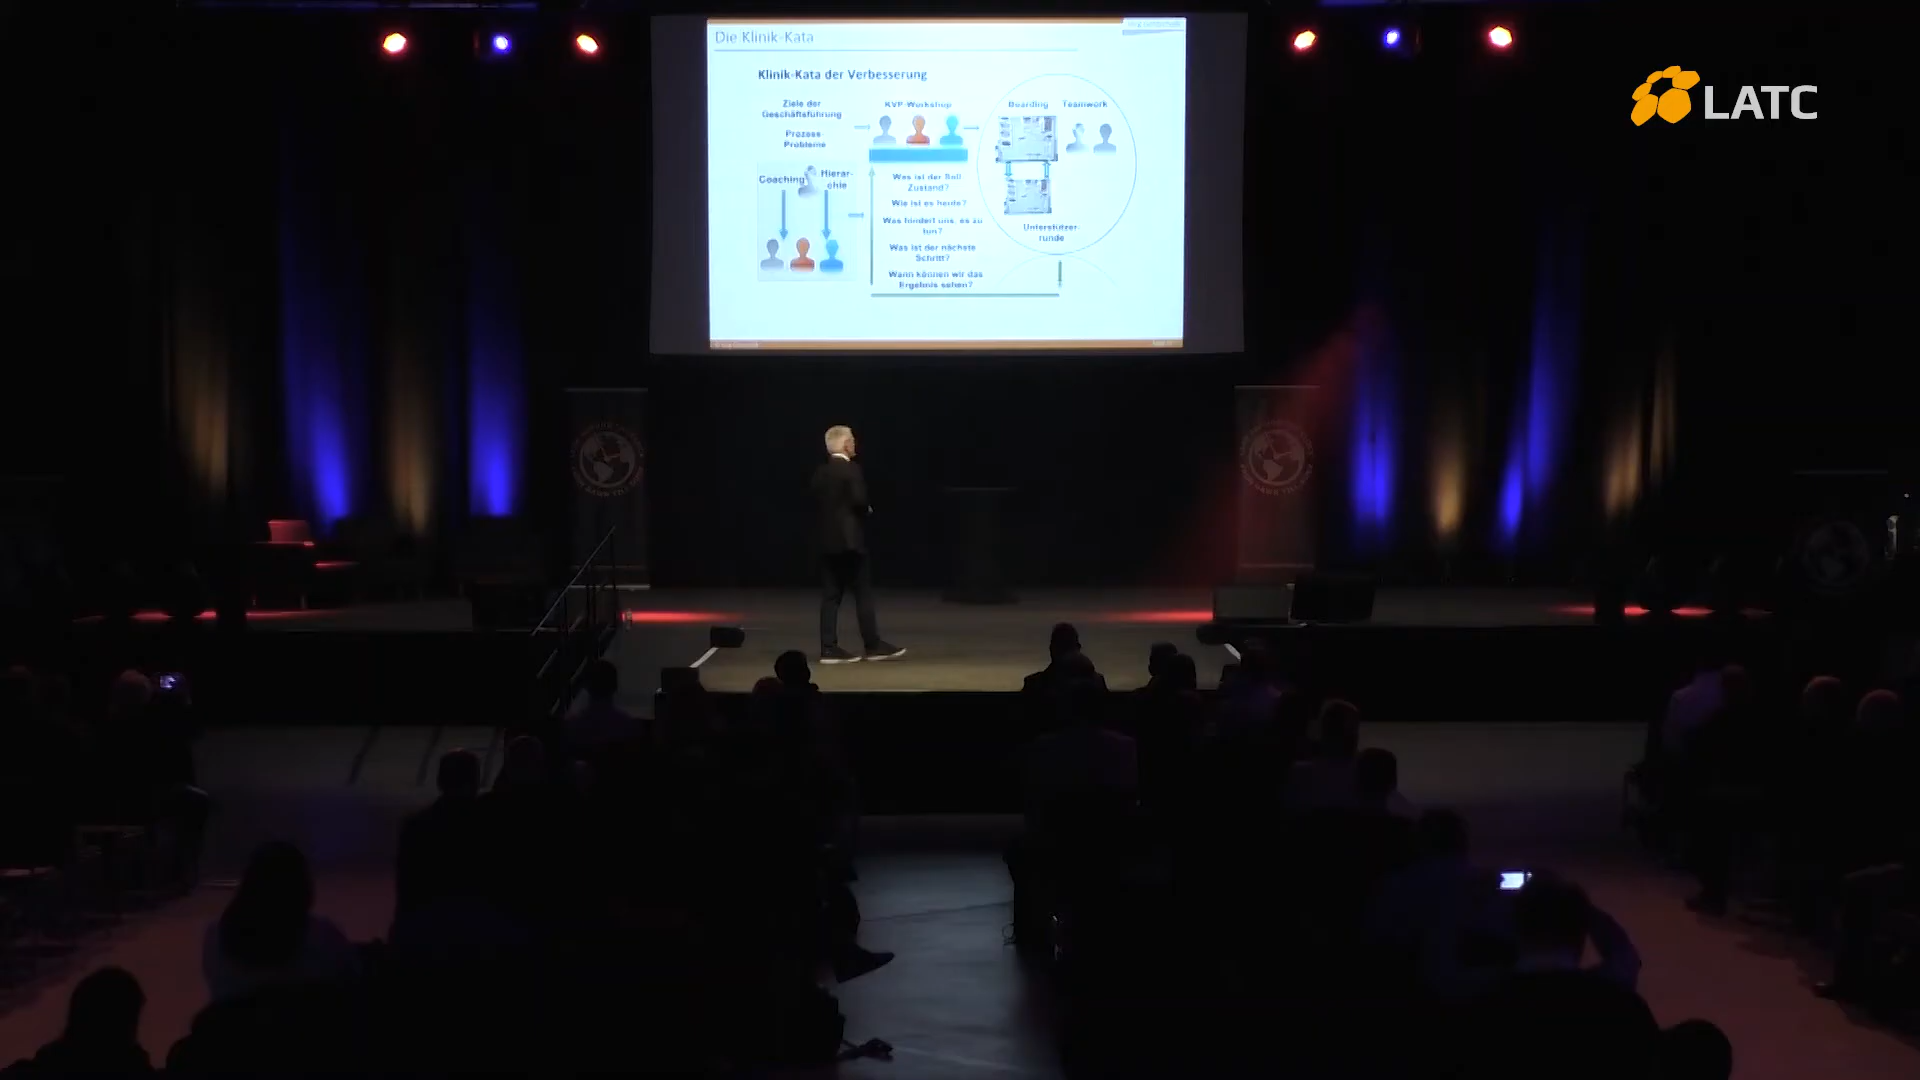 Die Klinik-Kata
Klinik-Kata der Verbesserung
Ziele der
Geschäftsführung
Prozess
Probleme
Coaching
Hierar-
chie
KVP-Workshop
Was ist der Soll
Zustand?
Wie ist es heute?
Was hindert uns, es zu
tun?
Was ist der nächste
Schritt?
Wann können wir das
Ergebnis sehen?
Boarding Teamwork
Unterstützer-
runde
LATC